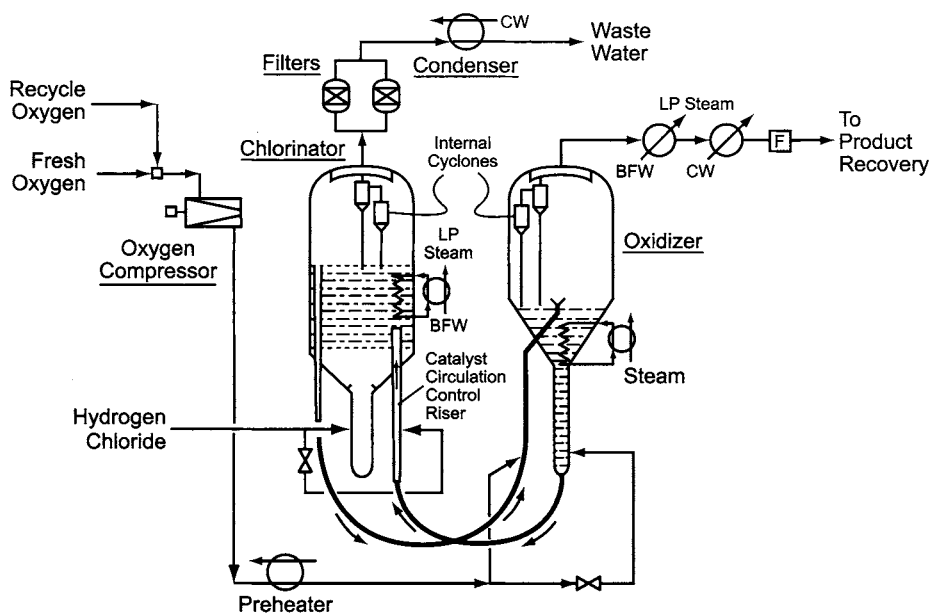 CW
Waste
Water
Filters
Condenser
Recycle
Oxygen
LP Steam
To
Product
Recovery
Chlorinator
Internal
Cyclones
Fresh
Oxygen
F
BFW
CW
LP
Steam
Oxidizer
Oxygen
Compressor
BFW
Steam
Catalyst
Circulation
Control
Riser
Hydrogen
Chloride
Preheater